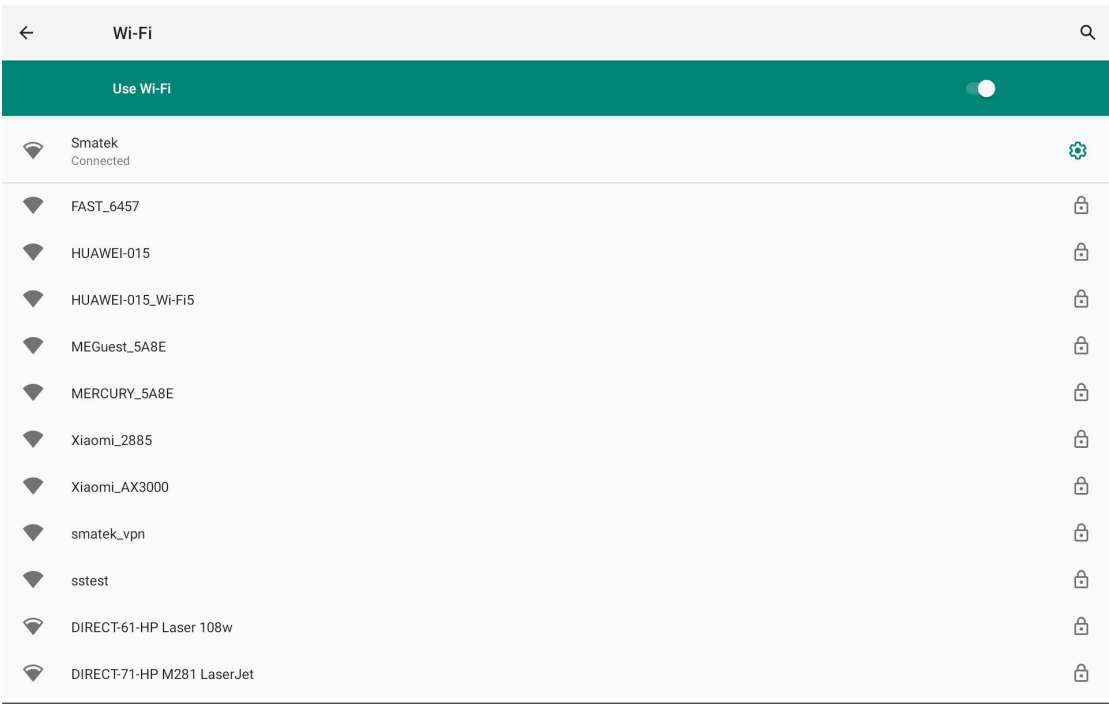 Wi-Fi
Use Wi-Fi
Smatek
Connected
FAST_6457
HUAWEI-015
HUAWEI-015_Wi-Fi5
MEGuest_5A8E
MERCURY_5A8E
Xiaomi_2885
Xiaomi_AX3000
smatek_vpn
sstest
DIRECT-61-HP Laser 108w
DIRECT-71-HP M281 LaserJet